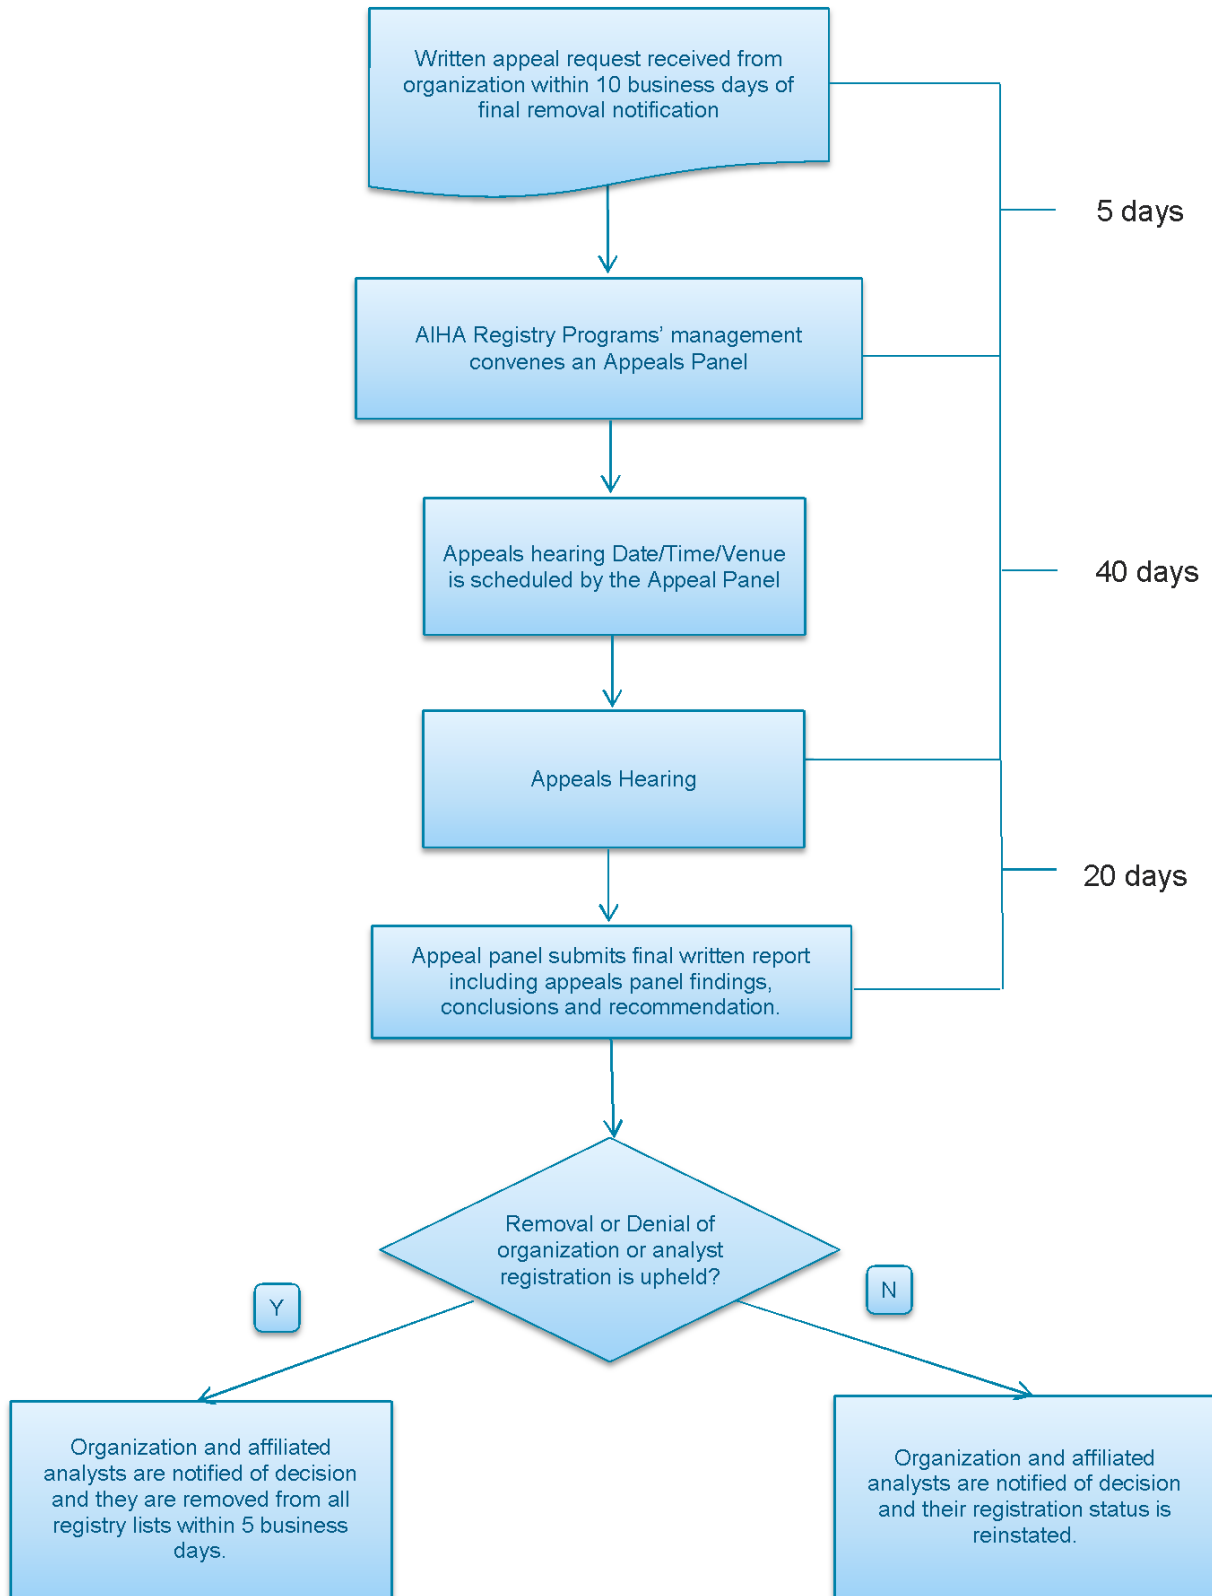 Written appeal request received from
organization within 10 business days of
final removal notification
5 days
AIHA Registry Programs’ management
convenes an Appeals Panel
Appeals hearing Date/Time/Venue
is scheduled by the Appeal Panel
40 days
Appeals Hearing
20 days
Appeal panel submits final written report
including appeals panel findings,
conclusions and recommendation.
Removal or Denial of
organization or analyst
registration is upheld?
Y
N
Organization and affiliated
analysts are notified of decision
and they are removed from all
registry lists within 5 business
days.
Organization and affiliated
analysts are notified of decision
and their registration status is
reinstated.